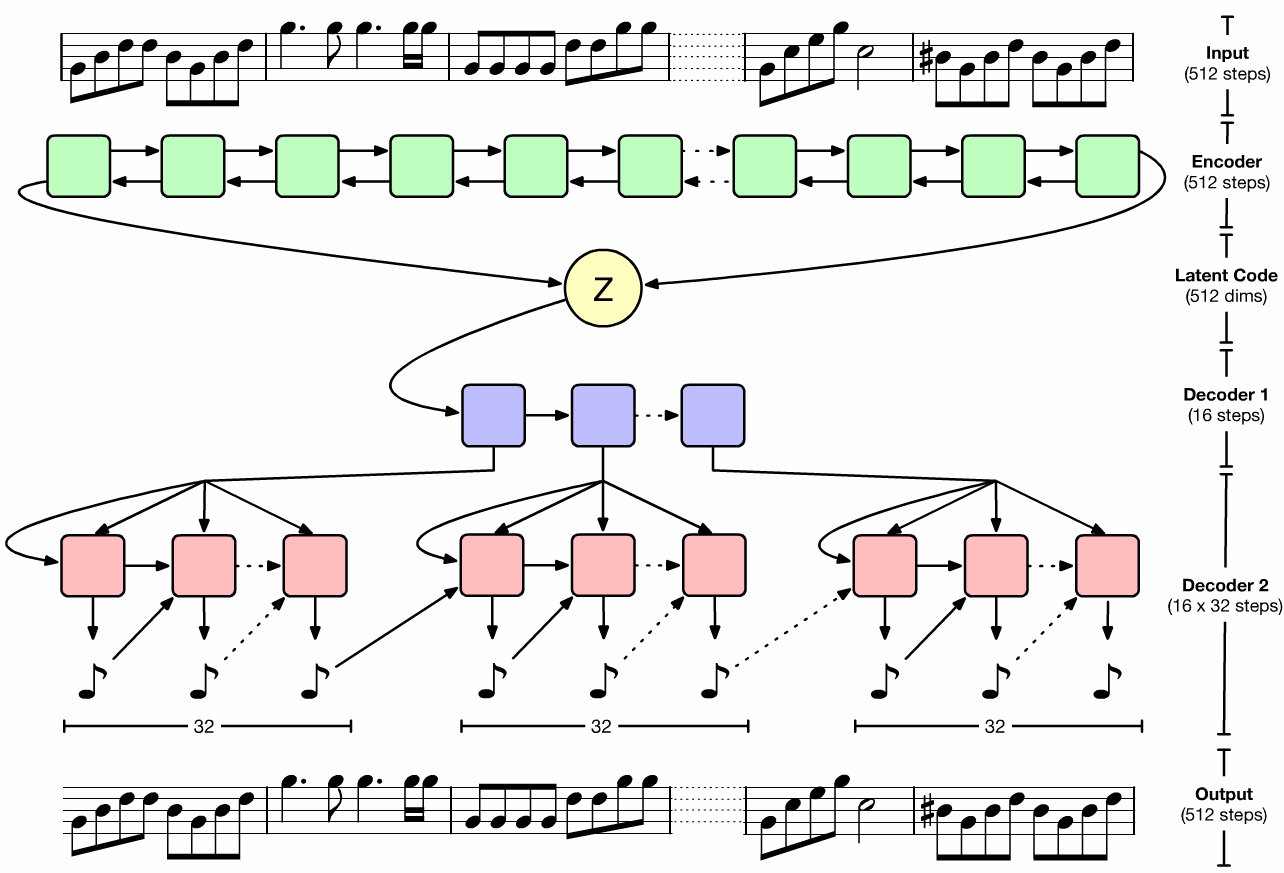 Input
(512 steps)
Encoder
(512 steps)
Z
Latent Code
(512 dims)
Decoder 1
(16 steps)
Decoder 2
(16 x 32 steps)
32
32
32
Output
(512 steps)